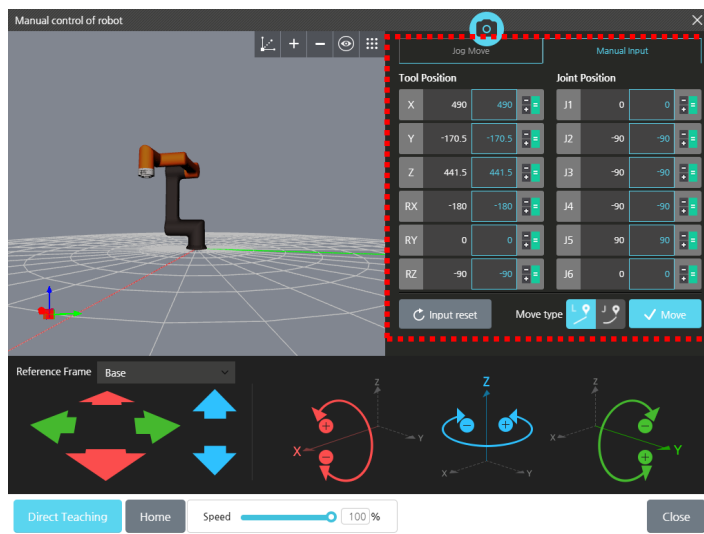 Manual control of robot
Jog Move
Manual Input
Tool Position
Joint Position
X 490 490 - + =
J1 0 0 - + =
Y -170.5 -170.5 - + =
J2 -90 -90 - + =
Z 441.5 441.5 - + =
J3 -90 -90 - + =
RX -180 -180 - + =
J4 -90 -90 - + =
RY 0 0 - + =
J5 90 90 - + =
RZ -90 -90 - + =
J6 0 0 - + =
Input reset
Move type
L
J
Move
Reference Frame Base
Z
X
Y
Z
X
Y
Z
X
Y
Direct Teaching
Home
Speed 100 %
Close